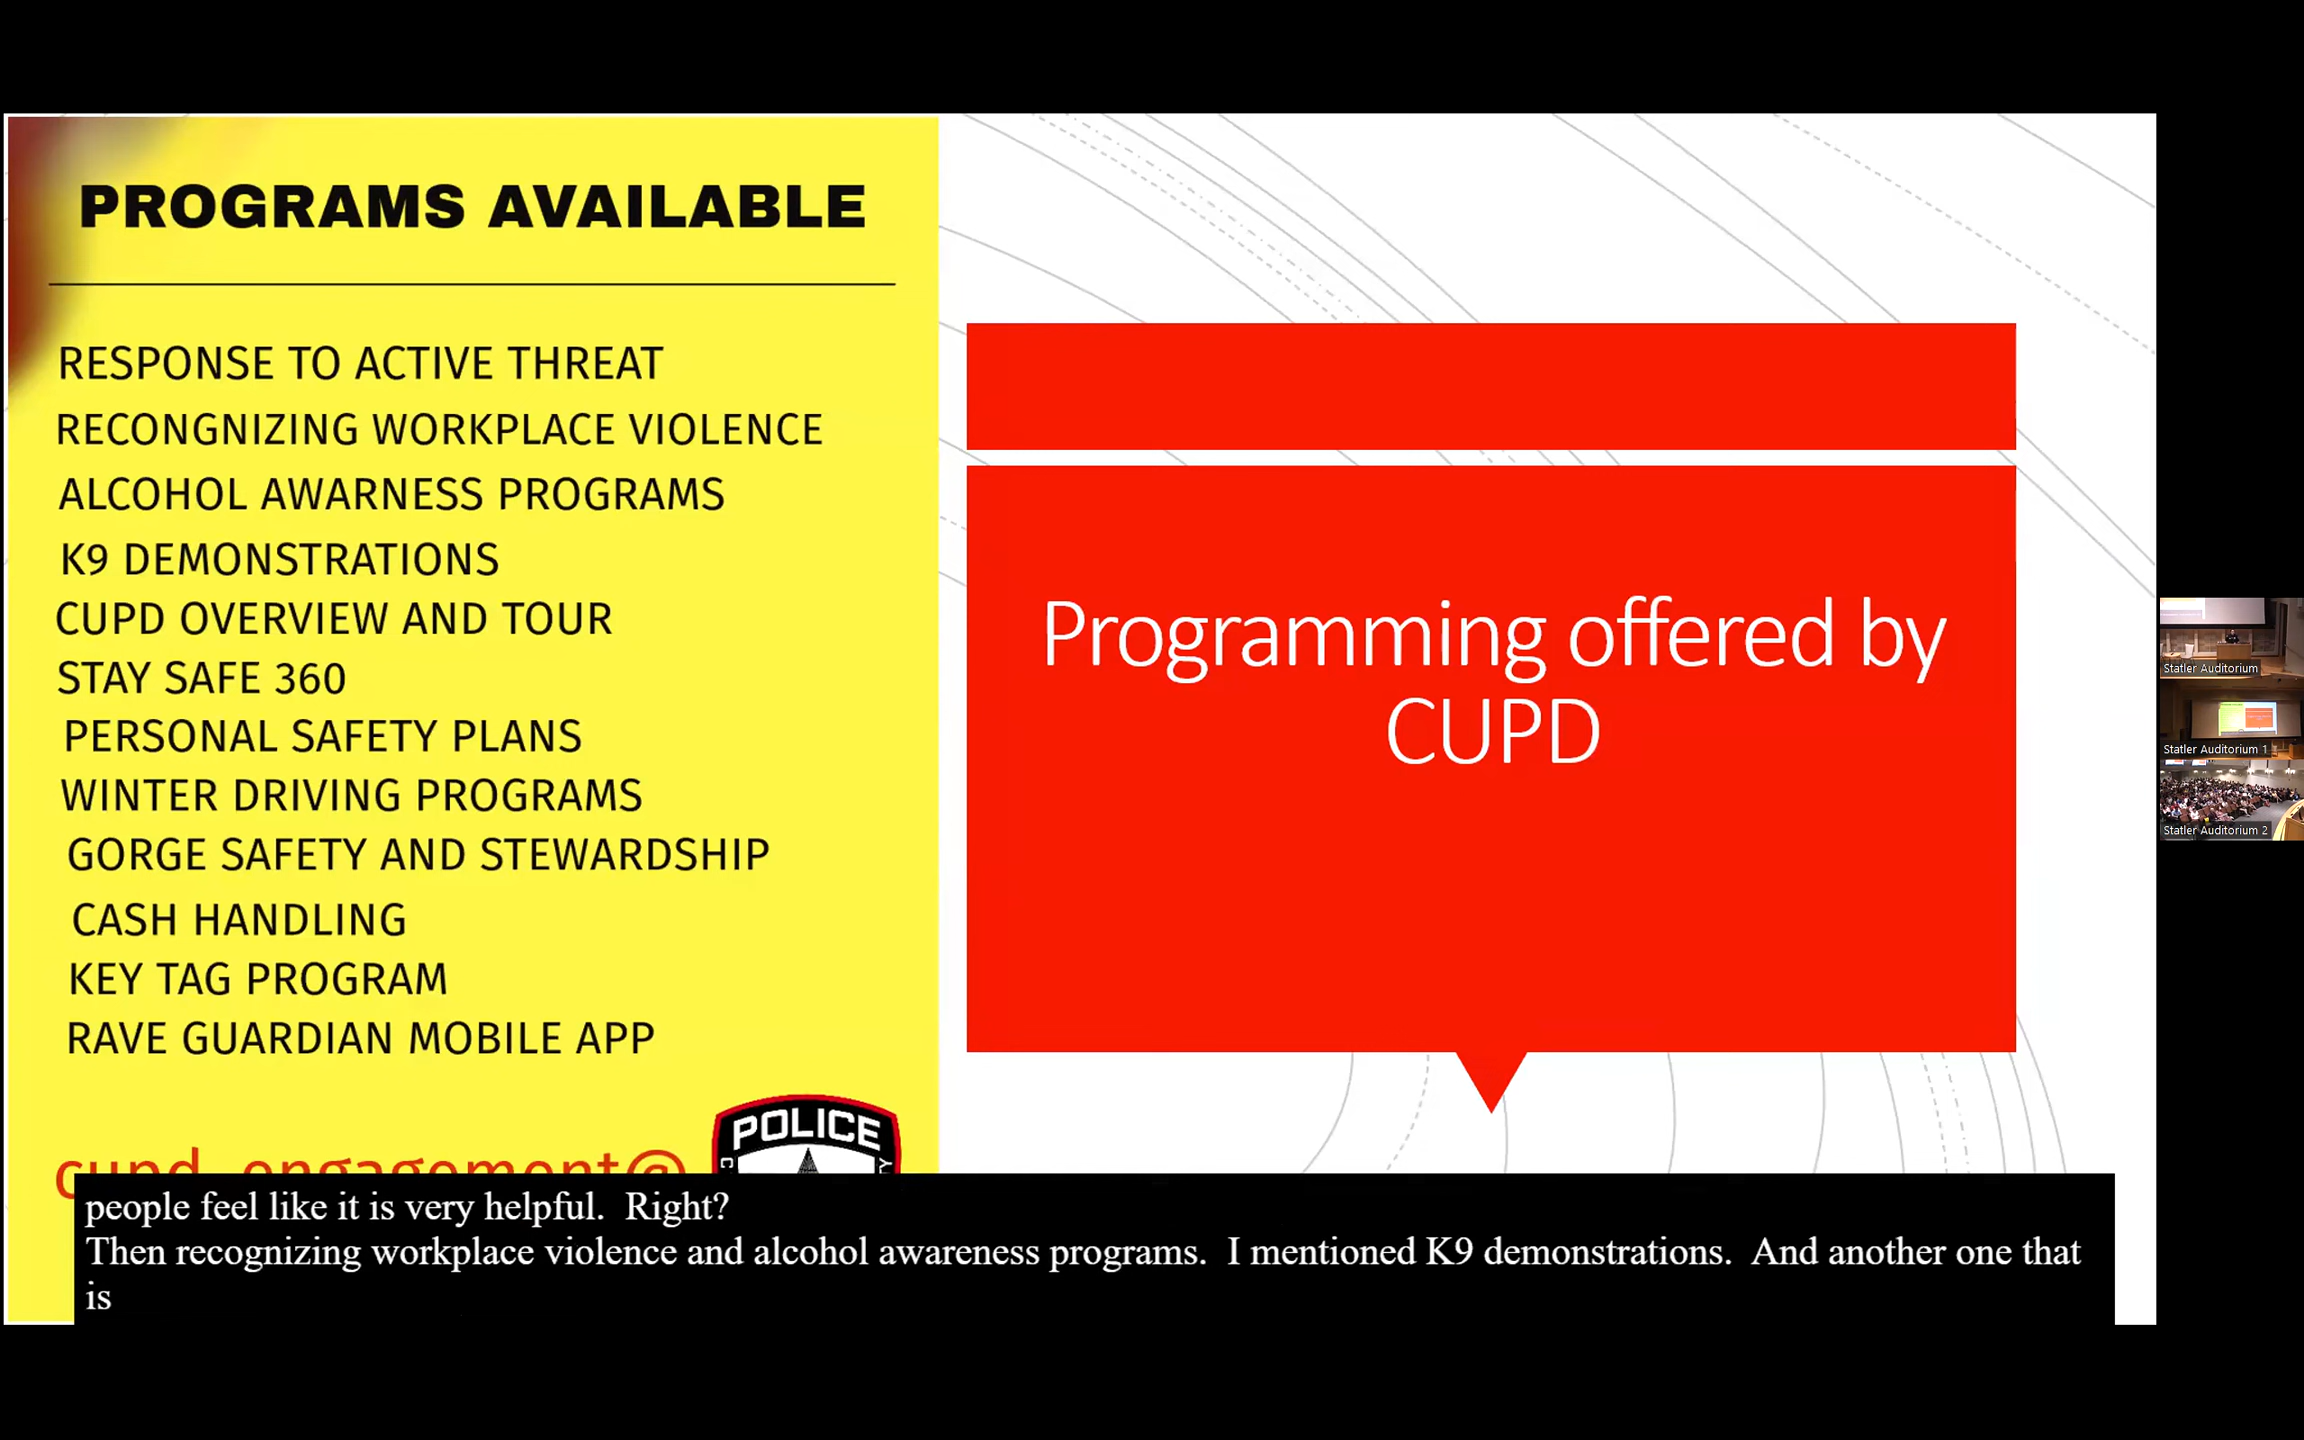 PROGRAMS AVAILABLE
RESPONSE TO ACTIVE THREAT
RECONGNIZING WORKPLACE VIOLENCE
ALCOHOL AWARNESS PROGRAMS
K9 DEMONSTRATIONS
CUPD OVERVIEW AND TOUR
STAY SAFE 360
PERSONAL SAFETY PLANS
WINTER DRIVING PROGRAMS
GORGE SAFETY AND STEWARDSHIP
CASH HANDLING
KEY TAG PROGRAM
RAVE GUARDIAN MOBILE APP
cupd_engagement@
POLICE
Programming offered by
CUPD
people feel like it is very helpful.  Right?
Then recognizing workplace violence and alcohol awareness programs.  I mentioned K9 demonstrations.  And another one that
is
Statler Auditorium
Statler Auditorium 1
Statler Auditorium 2